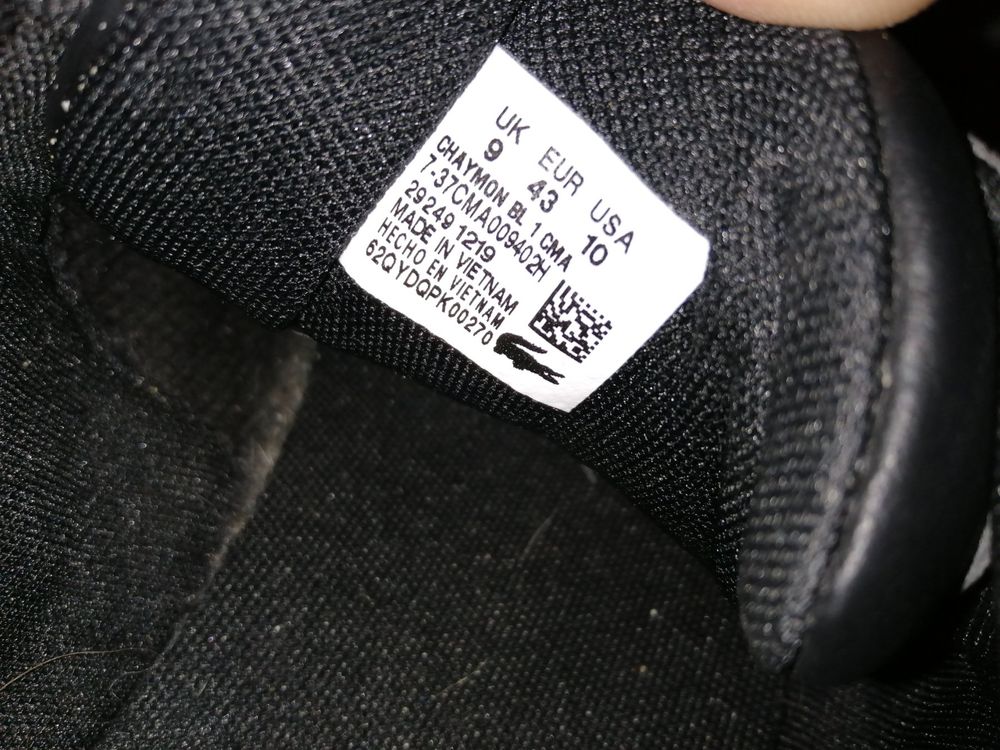 UK EUR USA
9 43 10
CHAYMON BL 1 CMA
7-37CMA009402H
29249 1219
MADE IN VIETNAM
HECHO EN VIETNAM
62QYDQPK00270